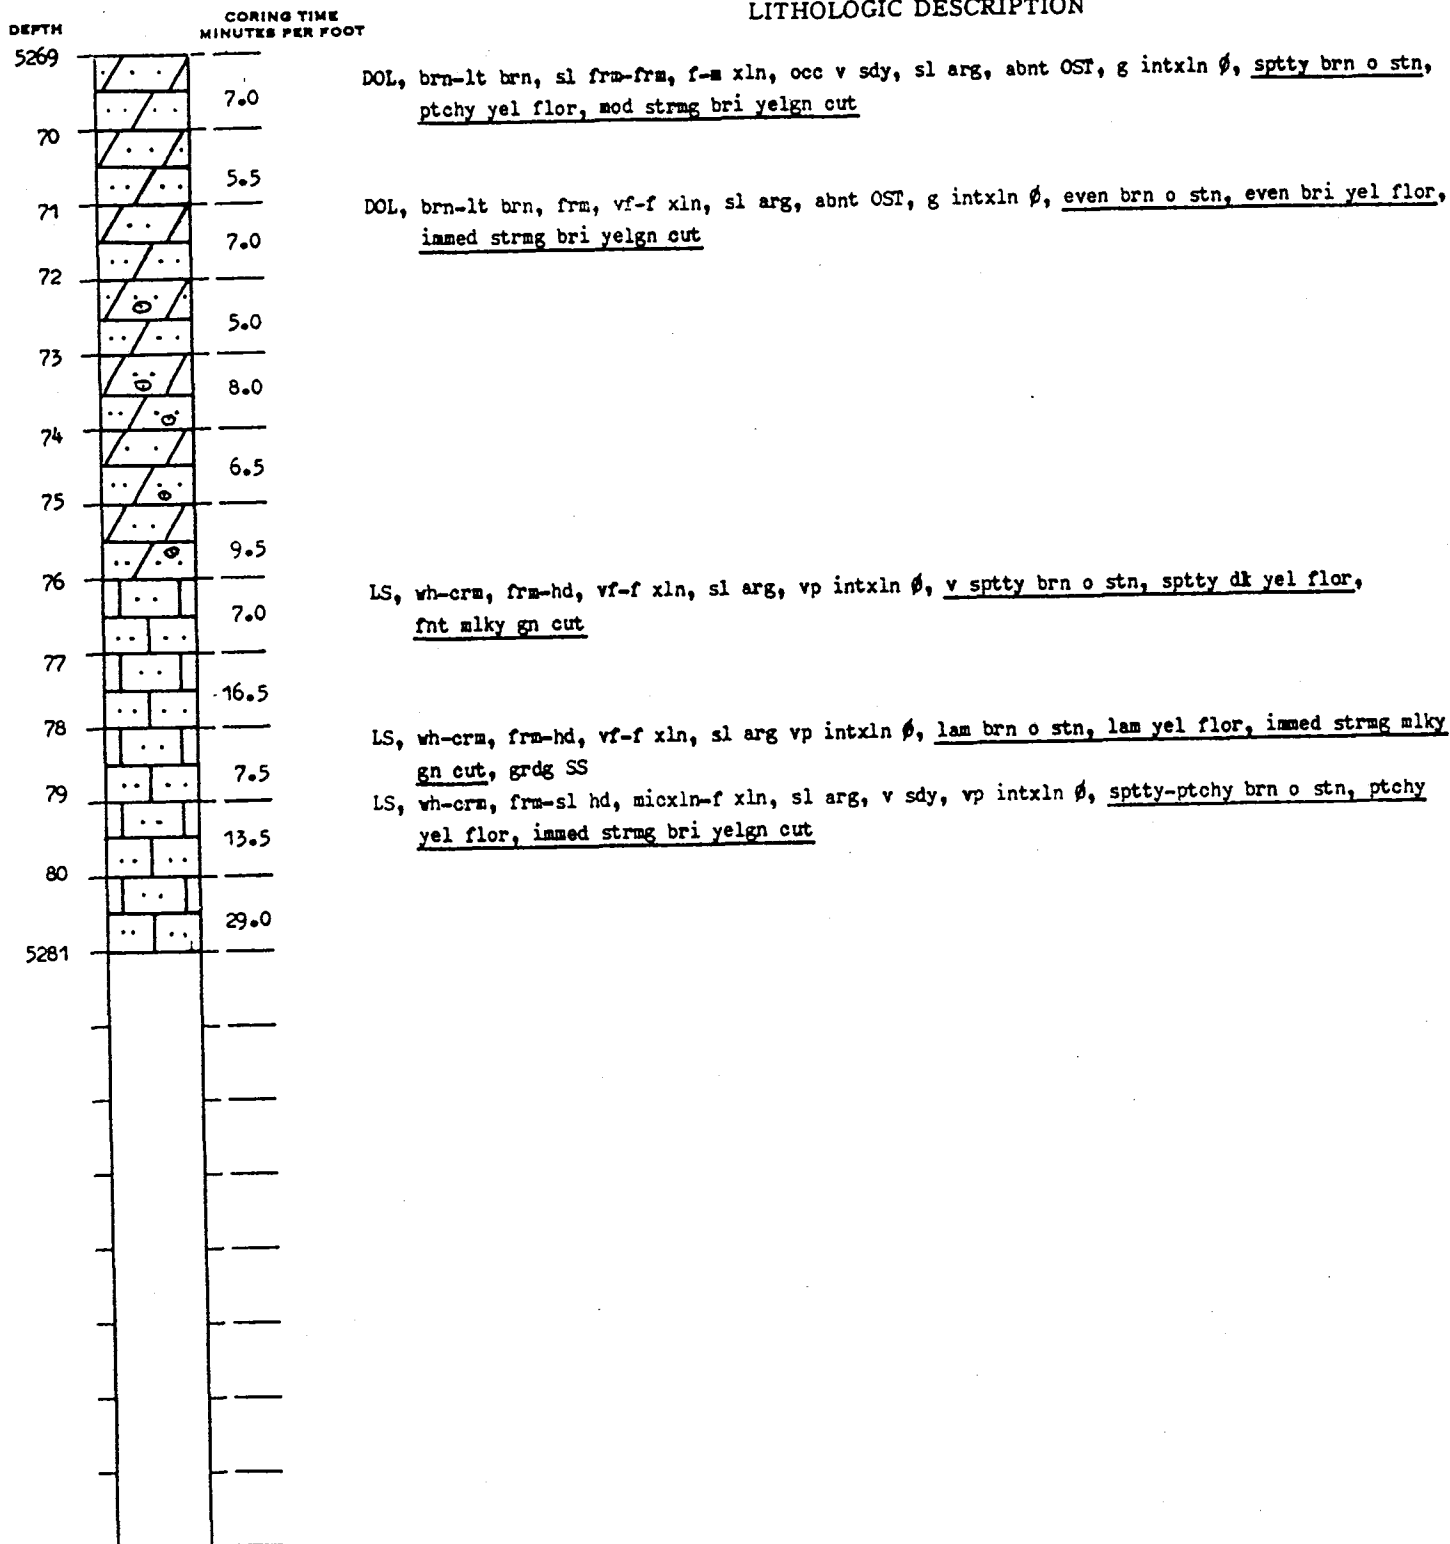 LITHOLOGIC DESCRIPTION
CORING TIME
DEPTH MINUTES PER FOOT
5269
DOL, brn-lt brn, sl frm-frm, f-m xln, occ v sdy, sl arg, abnt OST, g intxln ø, sptty brn o stn,
7.0
ptchy yel flor, mod strmg bri yelgn cut
70
5.5
71
DOL, brn-lt brn, frm, vf-f xln, sl arg, abnt OST, g intxln ø, even brn o stn, even bri yel flor,
7.0
immed strmg bri yelgn cut
72
5.0
73
8.0
74
6.5
75
9.5
76
LS, wh-crm, frm-hd, vf-f xln, sl arg, vp intxln ø, v sptty brn o stn, sptty dk yel flor,
7.0
fnt mlky gn cut
77
16.5
78
LS, wh-crm, frm-hd, vf-f xln, sl arg vp intxln ø, lam brn o stn, lam yel flor, immed strmg mlky
7.5
gn cut, grdg SS
79
LS, wh-crm, frm-sl hd, micxln-f xln, sl arg, v sdy, vp intxln ø, sptty-ptchy brn o stn, ptchy
13.5
yel flor, immed strmg bri yelgn cut
80
29.0
5281